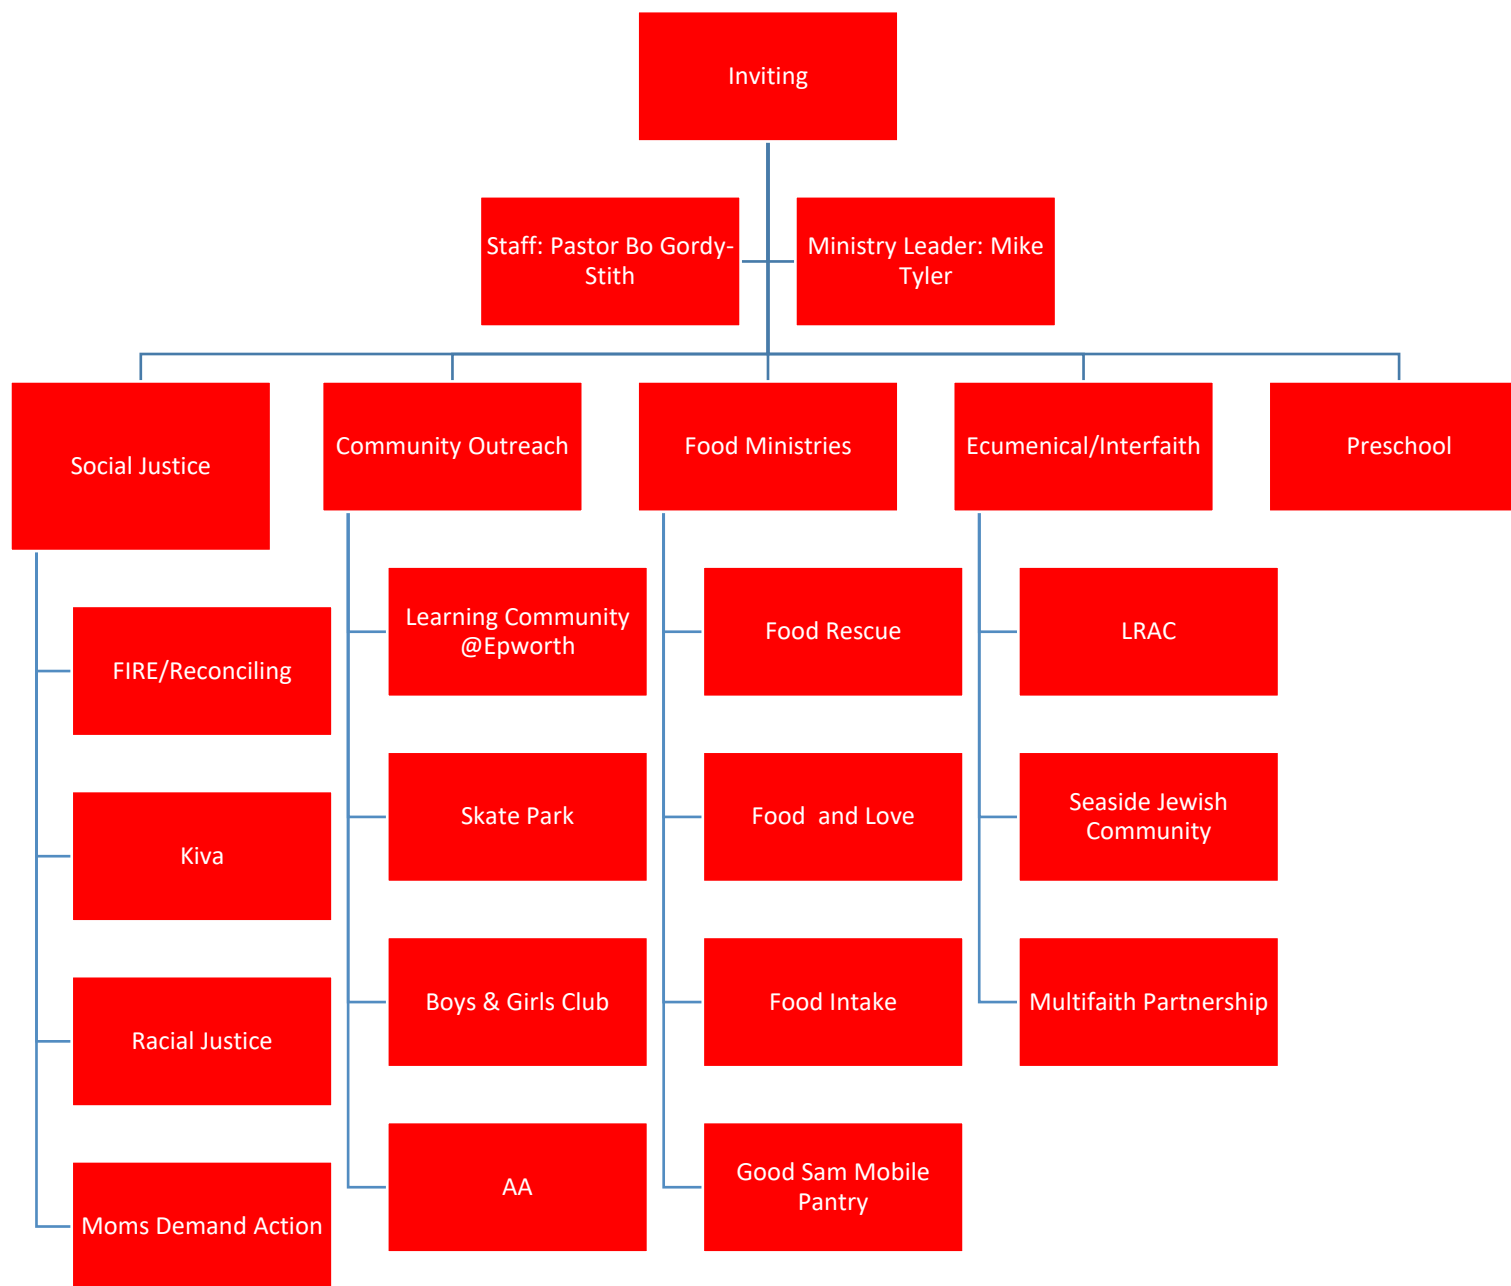 Inviting
Staff: Pastor Bo Gordy-
Stith
Ministry Leader: Mike
Tyler
Social Justice
Community Outreach
Food Ministries
Ecumenical/Interfaith
Preschool
FIRE/Reconciling
Kiva
Racial Justice
Moms Demand Action
Learning Community
@Epworth
Skate Park
Boys & Girls Club
AA
Food Rescue
Food  and Love
Food Intake
Good Sam Mobile
Pantry
LRAC
Seaside Jewish
Community
Multifaith Partnership